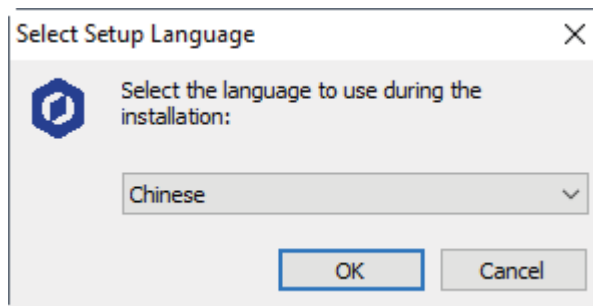 Select Setup Language
Select the language to use during the
installation:
Chinese
OK
Cancel